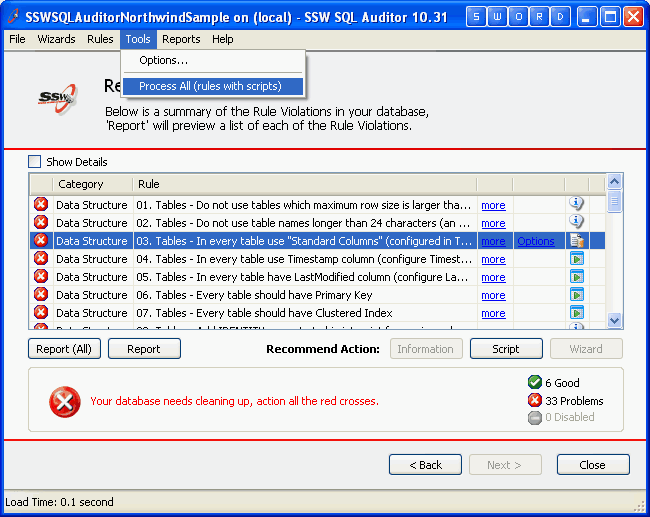 SSWSQLAuditorNorthwindSample on (local) - SSW SQL Auditor 10.31
S W O R D
File Wizards Rules Tools Reports Help
Options...
Process All (rules with scripts)
SSW
Re
Below is a summary of the Rule Violations in your database,
'Report' will preview a list of each of the Rule Violations.
Show Details
Category Rule
Data Structure 01. Tables - Do not use tables which maximum row size is larger tha... more
Data Structure 02. Tables - Do not use table names longer than 24 characters (an ... more
Data Structure 03. Tables - In every table use "Standard Columns" (configured in T... more Options
Data Structure 04. Tables - In every table use Timestamp column (configure Timest... more
Data Structure 05. Tables - In every table have LastModified column (configure La... more
Data Structure 06. Tables - Every table should have Primary Key more
Data Structure 07. Tables - Every table should have Clustered Index more
Report (All) Report Recommend Action: Information Script Wizard
Your database needs cleaning up, action all the red crosses.
6 Good
33 Problems
0 Disabled
< Back Next > Close
Load Time: 0.1 second